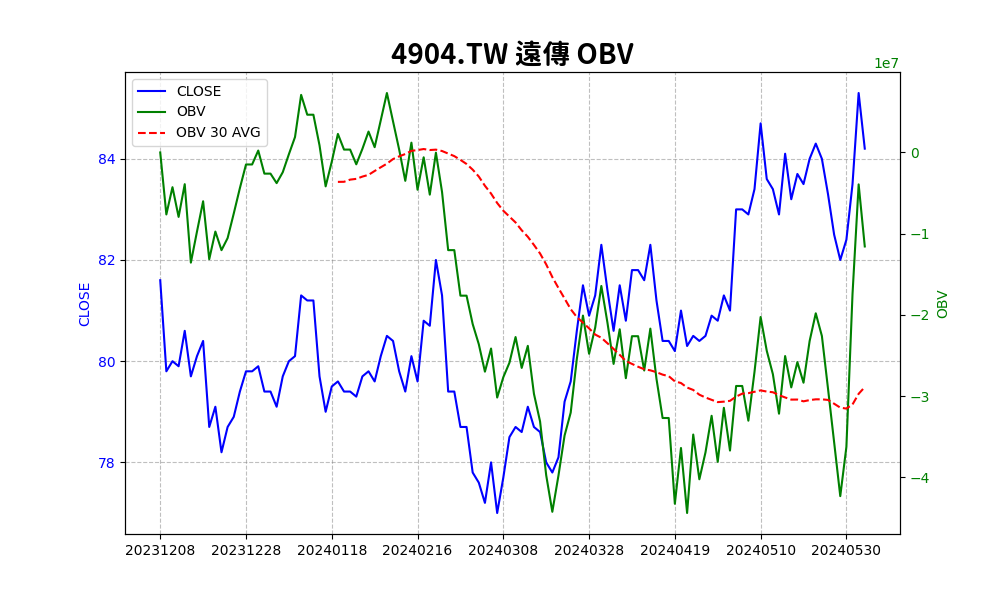 4904.TW 遠傳 OBV
1e7
CLOSE
OBV
OBV 30 AVG
84
82
80
78
CLOSE
0
−1
−2
−3
−4
OBV
20231208
20231228
20240118
20240216
20240308
20240328
20240419
20240510
20240530